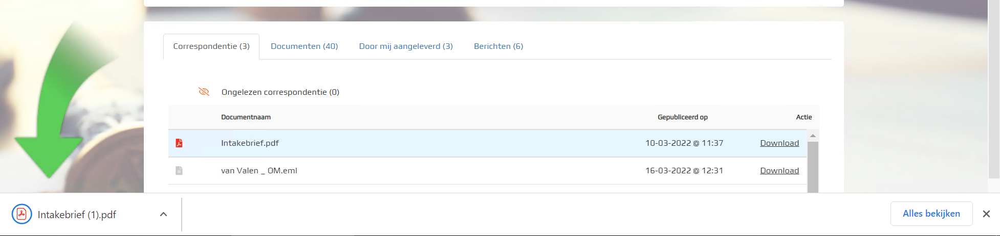 Correspondentie (3) Documenten (40) Door mij aangeleverd (3) Berichten (6)
Ongelezen correspondentie (0)
Documentnaam Gepubliceerd op Actie
Intakebrief.pdf 10-03-2022 @ 11:37 Download
van Valen _ OM.eml 16-03-2022 @ 12:31 Download
Intakebrief (1).pdf Alles bekijken